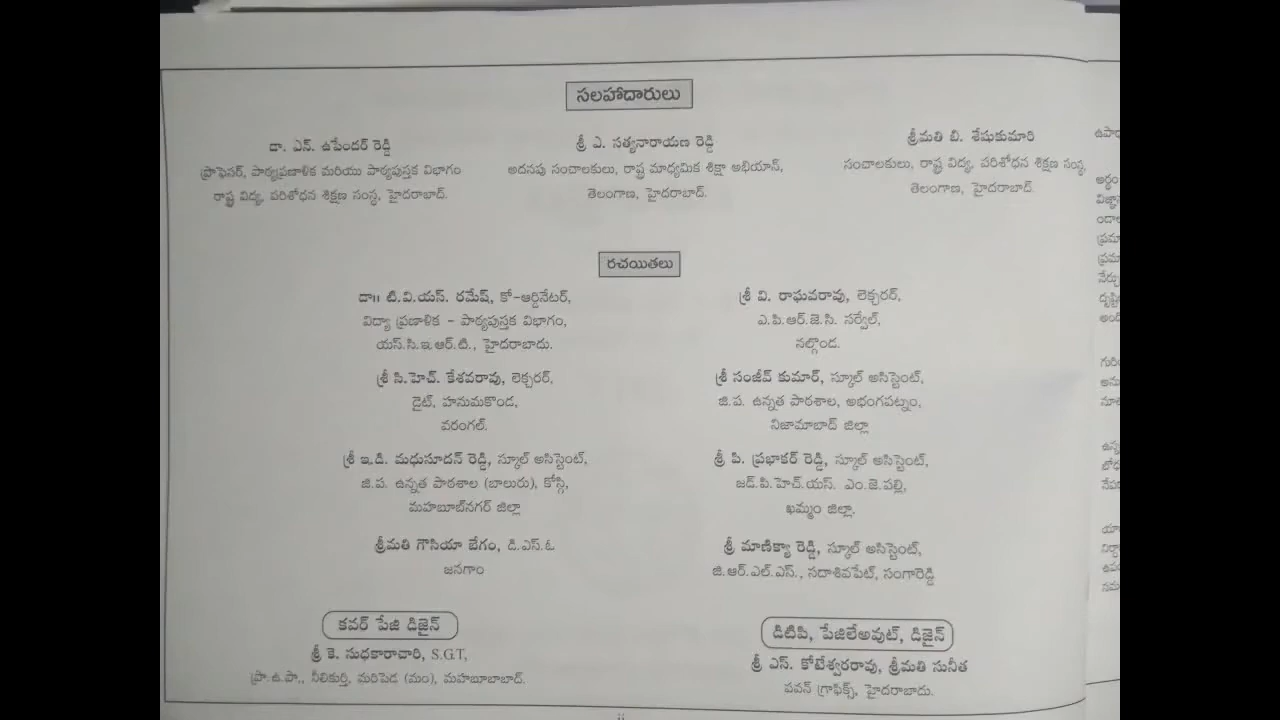 సలహాదారులు
డా. ఎన్. ఉపేందర్ రెడ్డి
ప్రొఫెసర్, పాఠ్యప్రణాళిక మరియు పాఠ్యపుస్తక విభాగం
రాష్ట్ర విద్య, పరిశోధన శిక్షణ సంస్థ, హైదరాబాద్.
శ్రీ ఎ. సత్యనారాయణ రెడ్డి
అదనపు సంచాలకులు, రాష్ట్ర మాధ్యమిక శిక్షా అభియాన్,
తెలంగాణ, హైదరాబాద్.
శ్రీమతి బి. శేషుకుమారి
సంచాలకులు, రాష్ట్ర విద్య, పరిశోధన శిక్షణ సంస్థ,
తెలంగాణ, హైదరాబాద్.
రచయితలు
డా॥ టి.వి.యస్. రమేష్, కో-ఆర్డినేటర్,
విద్యా ప్రణాళిక - పాఠ్యపుస్తక విభాగం,
యస్.సి.ఇ.ఆర్.టి., హైదరాబాదు.
శ్రీ సి.హెచ్. కేశవరావు, లెక్చరర్,
డైట్, హనుమకొండ,
వరంగల్.
శ్రీ ఇ.డి. మధుసూదన్ రెడ్డి, స్కూల్ అసిస్టెంట్,
జి.ప. ఉన్నత పాఠశాల (బాలురు), కోస్గి,
మహబూబ్‌నగర్ జిల్లా
శ్రీమతి గౌసియా బేగం, డి.ఎస్.ఓ
జనగాం
శ్రీ వి. రాఘవరావు, లెక్చరర్,
ఎ.పి.ఆర్.జె.సి. సర్వేల్,
నల్గొండ.
శ్రీ సంజీవ్ కుమార్, స్కూల్ అసిస్టెంట్,
జి.ప. ఉన్నత పాఠశాల, అభంగపట్నం,
నిజామాబాద్ జిల్లా
శ్రీ పి. ప్రభాకర్ రెడ్డి, స్కూల్ అసిస్టెంట్,
జడ్.పి.హెచ్.యస్. ఎం.జె.పల్లి,
ఖమ్మం జిల్లా.
శ్రీ మాణిక్యా రెడ్డి, స్కూల్ అసిస్టెంట్,
జి.ఆర్.ఎల్.ఎస్., సదాశివపేట్, సంగారెడ్డి
కవర్ పేజి డిజైన్
శ్రీ కె. సుధకారాచారి, S.G.T,
ప్రా.ఉ.పా., నీలికుర్తి, మరిపెడ (మం), మహబూబాబాద్.
డిటిపి, పేజిలేఅవుట్, డిజైన్
శ్రీ ఎస్. కోటేశ్వరరావు, శ్రీమతి సునీత
పవన్ గ్రాఫిక్స్, హైదరాబాదు.
ii